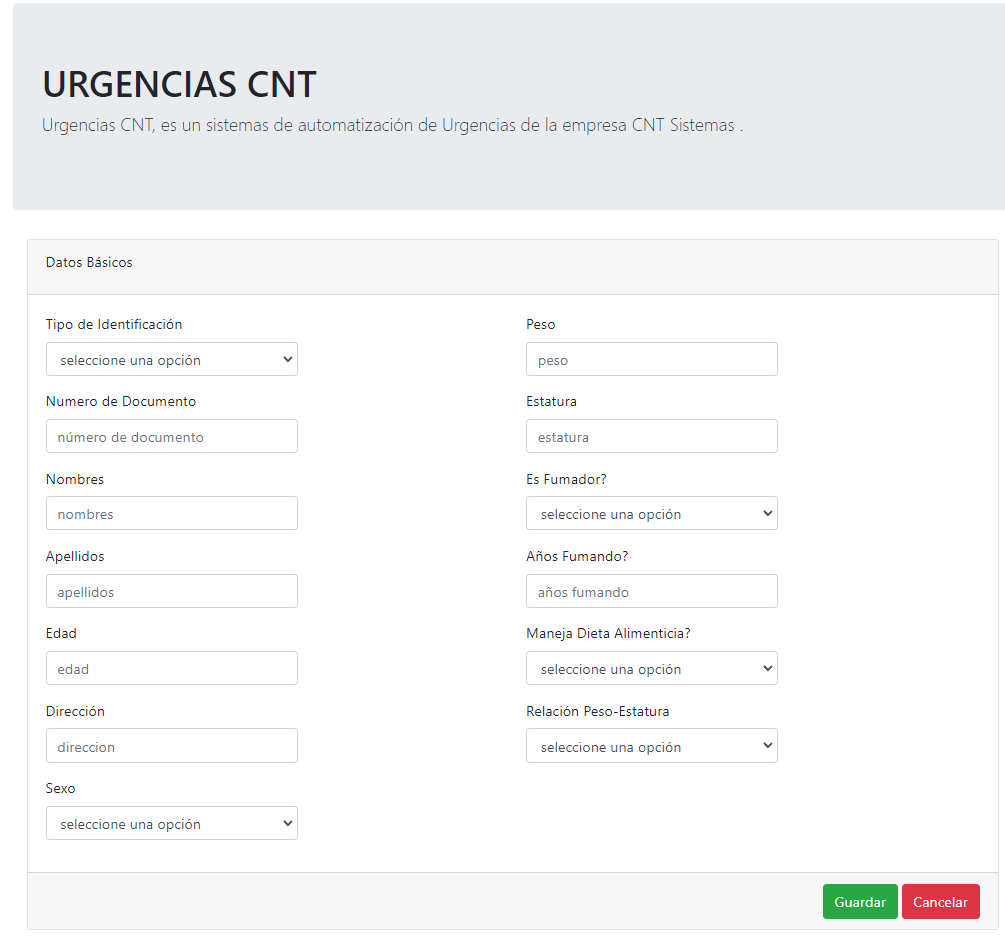 URGENCIAS CNT
Urgencias CNT, es un sistemas de automatización de Urgencias de la empresa CNT Sistemas .
Datos Básicos
Tipo de Identificación
seleccione una opción
Numero de Documento
número de documento
Nombres
nombres
Apellidos
apellidos
Edad
edad
Dirección
direccion
Sexo
seleccione una opción
Peso
peso
Estatura
estatura
Es Fumador?
seleccione una opción
Años Fumando?
años fumando
Maneja Dieta Alimenticia?
seleccione una opción
Relación Peso-Estatura
seleccione una opción
Guardar
Cancelar